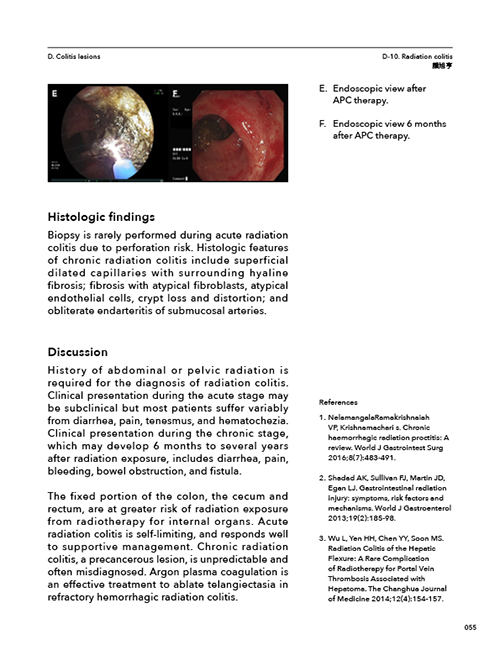 D. Colitis lesions
D-10. Radiation colitis
顏旭亨
E
F
E. Endoscopic view after
APC therapy.
F. Endoscopic view 6 months
after APC therapy.
Histologic findings
Biopsy is rarely performed during acute radiation
colitis due to perforation risk. Histologic features
of chronic radiation colitis include superficial
dilated capillaries with surrounding hyaline
fibrosis; fibrosis with atypical fibroblasts, atypical
endothelial cells, crypt loss and distortion; and
obliterate endarteritis of submucosal arteries.
Discussion
History of abdominal or pelvic radiation is
required for the diagnosis of radiation colitis.
Clinical presentation during the acute stage may
be subclinical but most patients suffer variably
from diarrhea, pain, tenesmus, and hematochezia.
Clinical presentation during the chronic stage,
which may develop 6 months to several years
after radiation exposure, includes diarrhea, pain,
bleeding, bowel obstruction, and fistula.
The fixed portion of the colon, the cecum and
rectum, are at greater risk of radiation exposure
from radiotherapy for internal organs. Acute
radiation colitis is self-limiting, and responds well
to supportive management. Chronic radiation
colitis, a precancerous lesion, is unpredictable and
often misdiagnosed. Argon plasma coagulation is
an effective treatment to ablate telangiectasia in
refractory hemorrhagic radiation colitis.
References
1. NelamangalaRamakrishnaiah
VP, Krishnamachari s. Chronic
haemorrhagic radiation proctitis: A
review. World J Gastrointest Surg
2016;8(7):483-491.
2. Shadad AK, Sullivan FJ, Martin JD,
Egan LJ. Gastrointestinal radiation
injury: symptoms, risk factors and
mechanisms. World J Gastroenterol
2013;19(2):185-98.
3. Wu L, Yen HH, Chen YY, Soon MS.
Radiation Colitis of the Hepatic
Flexure: A Rare Complication
of Radiotherapy for Portal Vein
Thrombosis Associated with
Hepatoma. The Changhua Journal
of Medicine 2014;12(4):154-157.
055